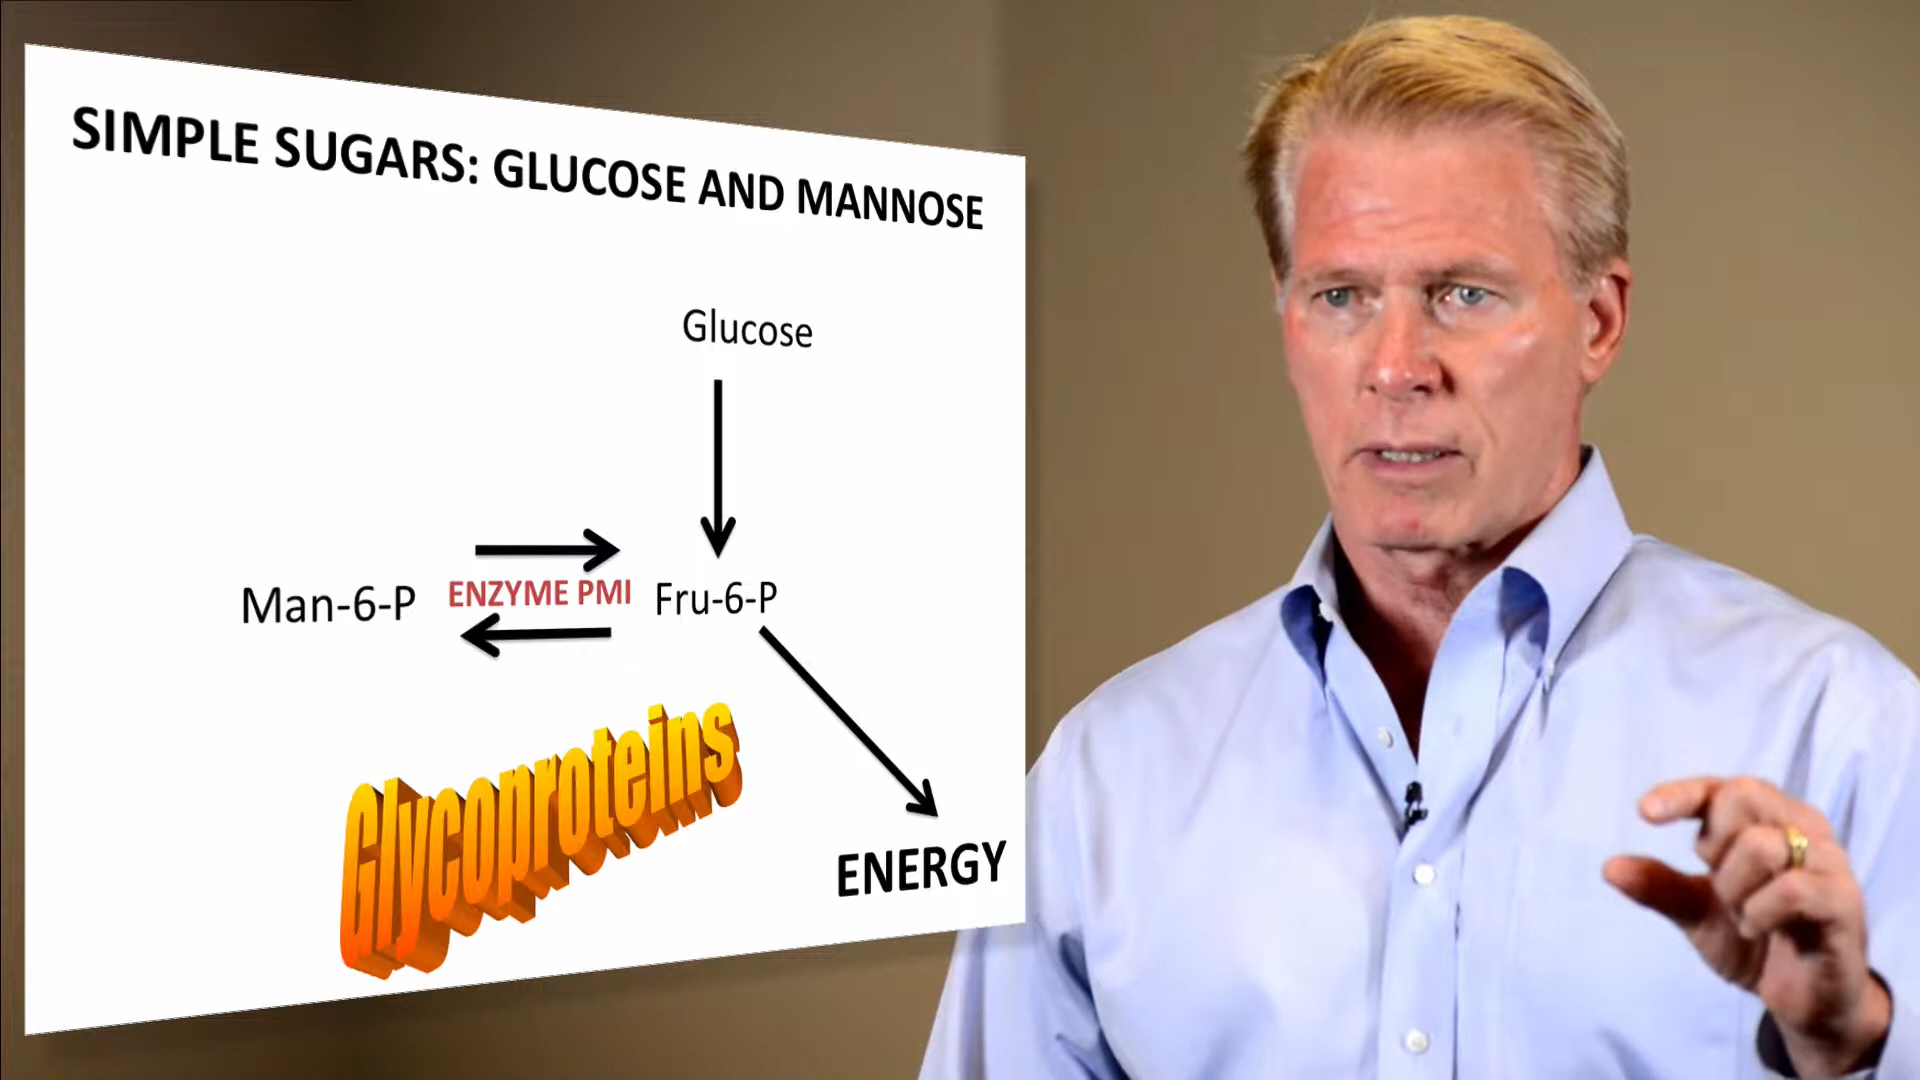 SIMPLE SUGARS: GLUCOSE AND MANNOSE
Glucose
Man-6-P
ENZYME PMI
Fru-6-P
Glycoproteins
ENERGY